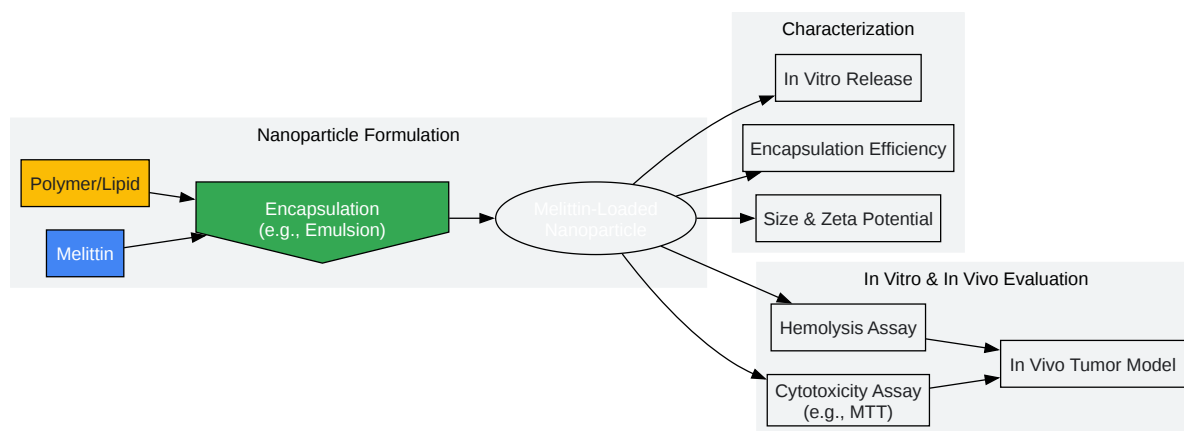 Nanoparticle Formulation
Polymer/Lipid
Melittin
Encapsulation
(e.g., Emulsion)
Melittin-Loaded
Nanoparticle
Characterization
In Vitro Release
Encapsulation Efficiency
Size & Zeta Potential
In Vitro & In Vivo Evaluation
Hemolysis Assay
Cytotoxicity Assay
(e.g., MTT)
In Vivo Tumor Model